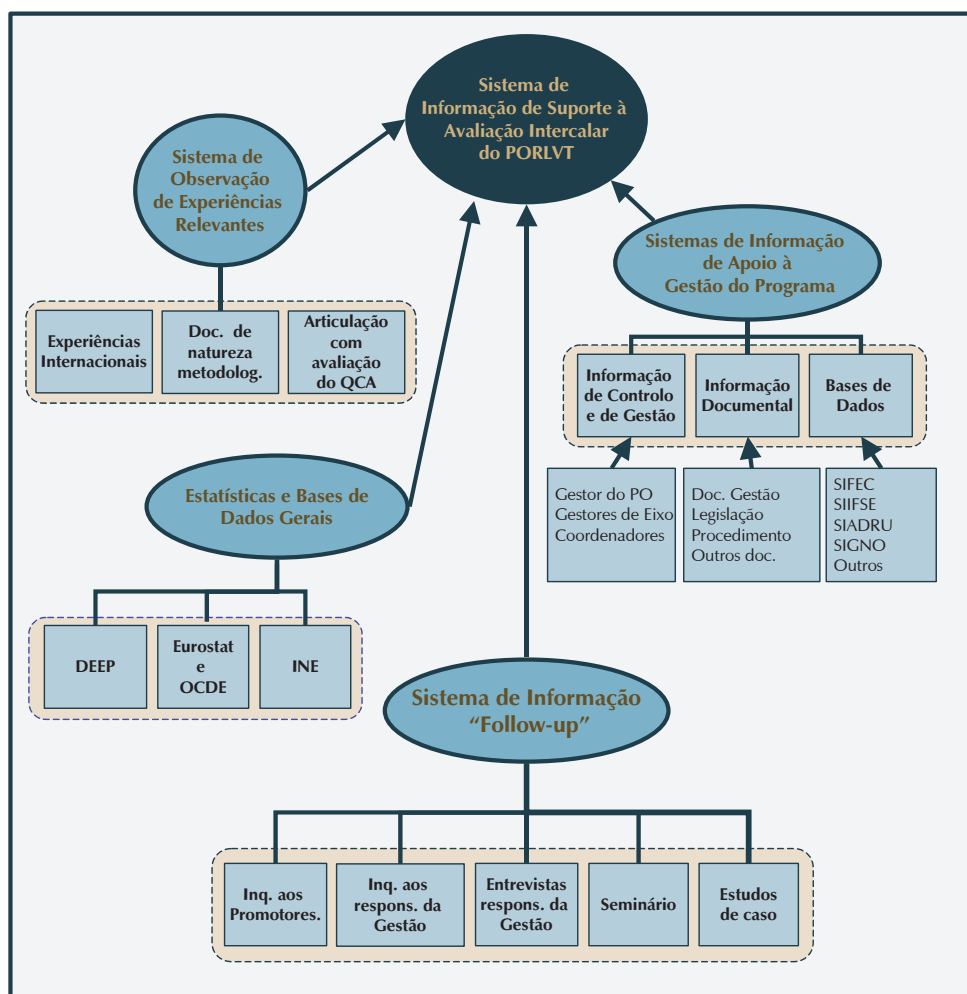 Sistema de
Informação de Suporte à
Avaliação Intercalar
do PORLVT
Sistema de
Observação
de Experiências
Relevantes
Sistemas de Informação
de Apoio à
Gestão do Programa
Experiências
Internacionais
Doc. de
natureza
metodolog.
Articulação
com
avaliação
do QCA
Informação
de Controlo
e de Gestão
Informação
Documental
Bases de
Dados
Gestor do PO
Gestores de Eixo
Coordenadores
Doc. Gestão
Legislação
Procedimento
Outros doc.
SIFEC
SIIFSE
SIADRU
SIGNO
Outros
Estatísticas e Bases de
Dados Gerais
DEEP
Eurostat
e
OCDE
INE
Sistema de Informação
“Follow-up”
Inq. aos
Promotores.
Inq. aos
respons. da
Gestão
Entrevistas
respons. da
Gestão
Seminário
Estudos
de caso